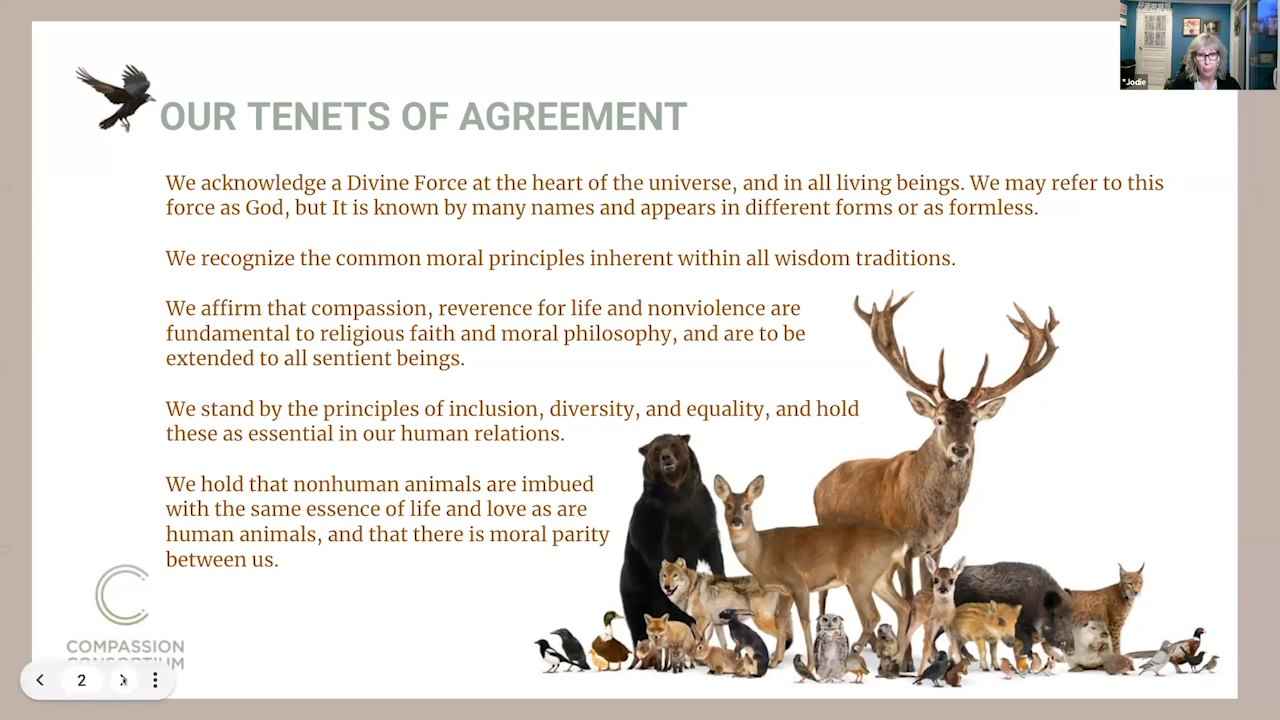 *Jodie
OUR TENETS OF AGREEMENT
We acknowledge a Divine Force at the heart of the universe, and in all living beings. We may refer to this
force as God, but It is known by many names and appears in different forms or as formless.
We recognize the common moral principles inherent within all wisdom traditions.
We affirm that compassion, reverence for life and nonviolence are
fundamental to religious faith and moral philosophy, and are to be
extended to all sentient beings.
We stand by the principles of inclusion, diversity, and equality, and hold
these as essential in our human relations.
We hold that nonhuman animals are imbued
with the same essence of life and love as are
human animals, and that there is moral parity
between us.
COMPASSION
CONSORTIUM
2